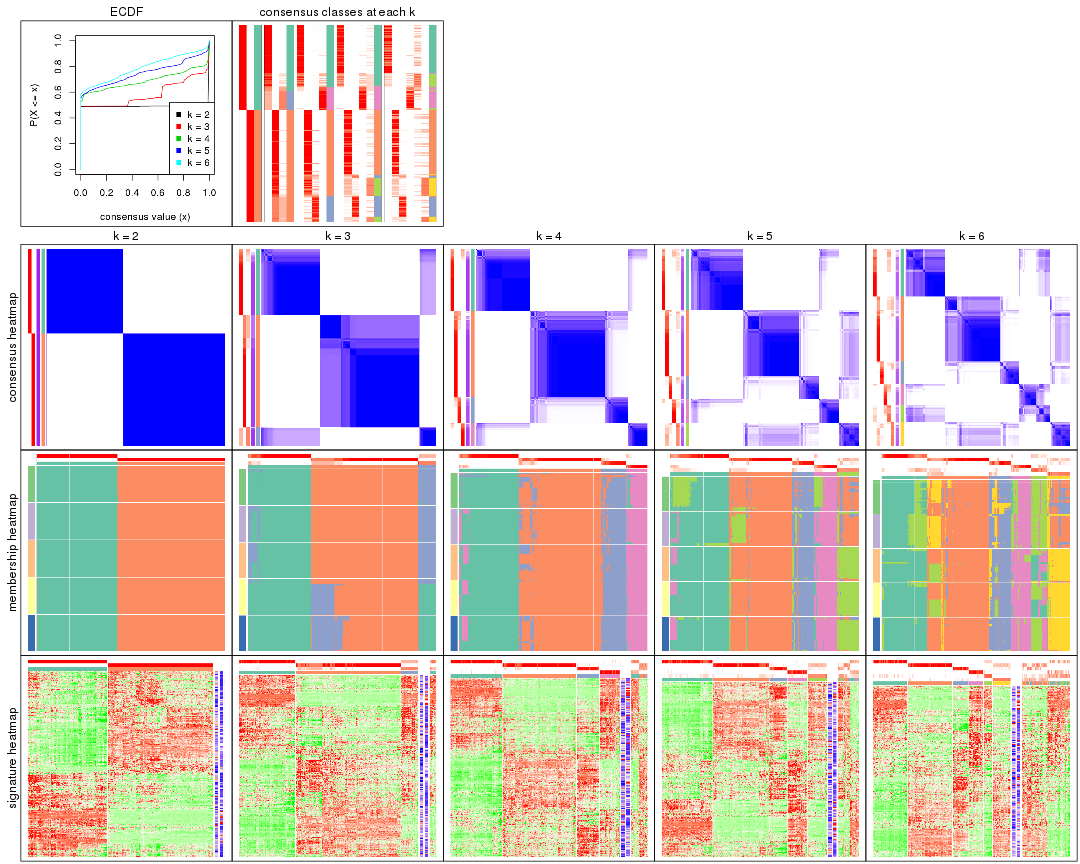 ECDF
consensus classes at each k
P(X <= x)
0.0
0.2
0.4
0.6
0.8
1.0
k = 2
k = 3
k = 4
k = 5
k = 6
0.0 0.2 0.4 0.6 0.8 1.0
consensus value (x)
k = 2
k = 3
k = 4
k = 5
k = 6
consensus heatmap
membership heatmap
signature heatmap